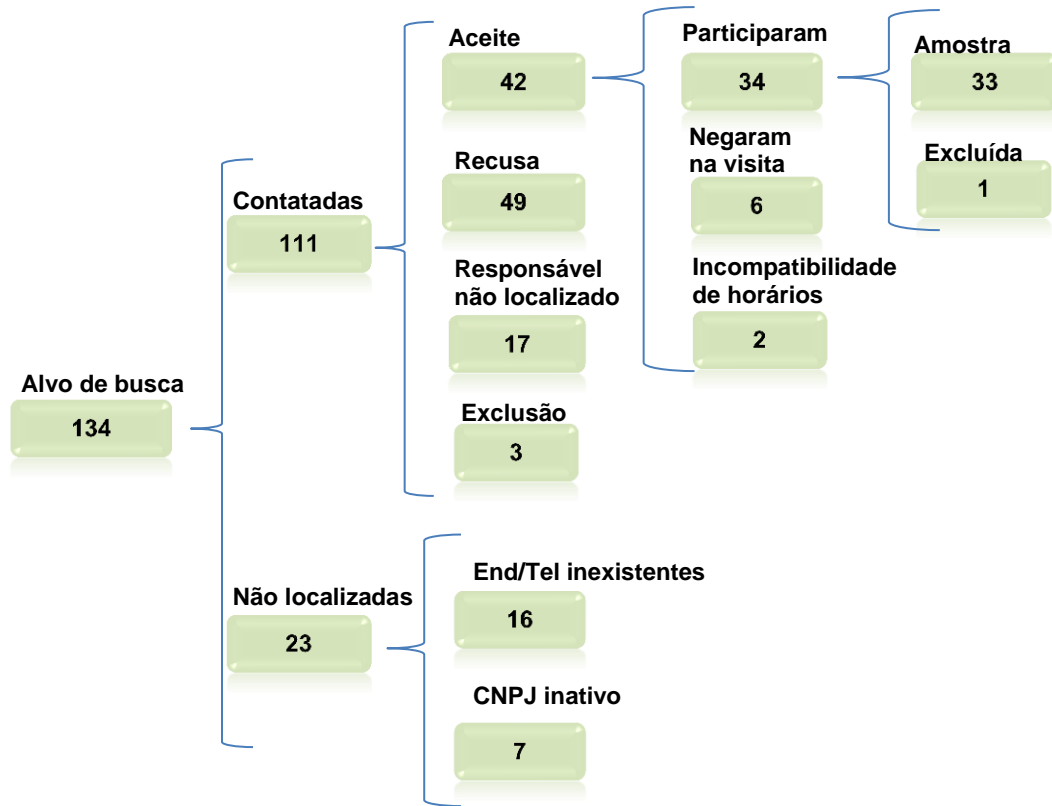 Alvo de busca
134
Contatadas
111
Aceite
42
Participaram
34
Amostra
33
Excluída
1
Negaram
na visita
6
Incompatibilidade
de horários
2
Recusa
49
Responsável
não localizado
17
Exclusão
3
Não localizadas
23
End/Tel inexistentes
16
CNPJ inativo
7